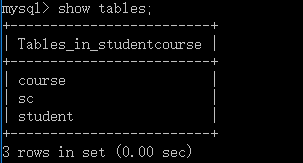 mysql> show tables;
+-----------------------+
| Tables_in_studentcourse |
+-----------------------+
| course |
| sc |
| student |
+-----------------------+
3 rows in set (0.00 sec)